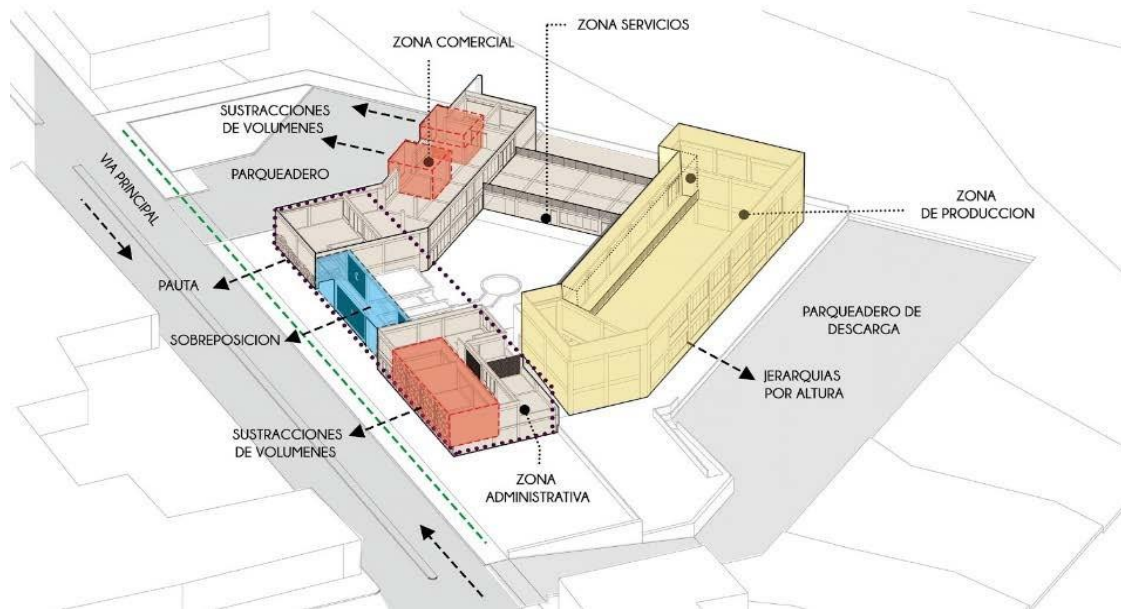 ZONA SERVICIOS
ZONA COMERCIAL
SUSTRACCIONES
DE VOLUMENES
PARQUEADERO
VIA PRINCIPAL
ZONA
DE PRODUCCION
PAUTA
PARQUEADERO DE
DESCARGA
SOBREPOSICION
JERARQUIAS
POR ALTURA
SUSTRACCIONES
DE VOLUMENES
ZONA
ADMINISTRATIVA